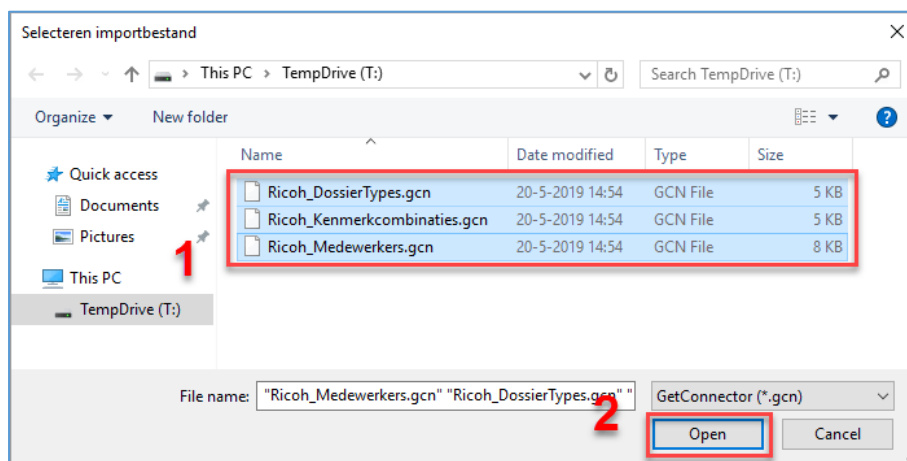 Selecteren importbestand
This PC > TempDrive (T:)
Search TempDrive (T:)
Organize
New folder
Name
Date modified
Type
Size
Quick access
Documents
Pictures
This PC
TempDrive (T:)
Ricoh_DossierTypes.gcn 20-5-2019 14:54 GCN File 5 KB
Ricoh_Kenmerkcombinaties.gcn 20-5-2019 14:54 GCN File 5 KB
Ricoh_Medewerkers.gcn 20-5-2019 14:54 GCN File 8 KB
1
File name: "Ricoh_Medewerkers.gcn" "Ricoh_DossierTypes.gcn" "
GetConnector (*.gcn)
2
Open
Cancel